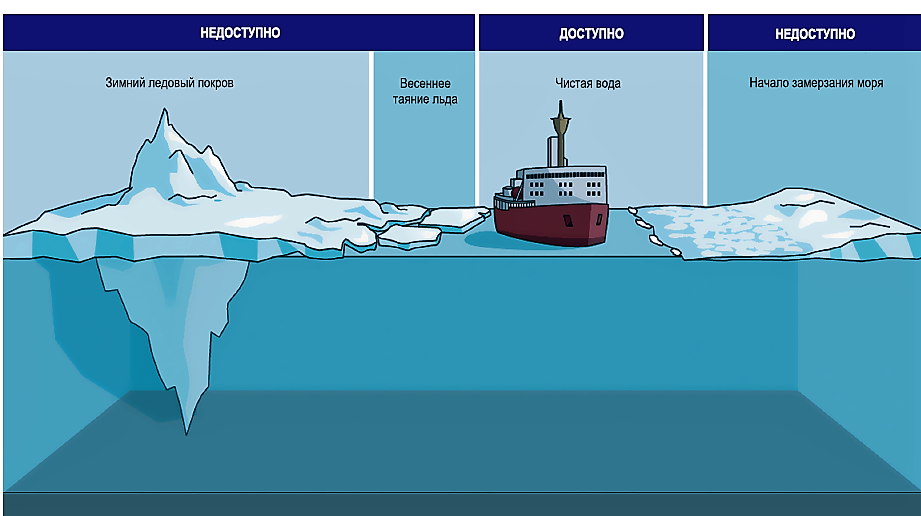 НЕДОСТУПНО
ДОСТУПНО
НЕДОСТУПНО
Зимний ледовый покров
Весеннее
таяние льда
Чистая вода
Начало замерзания моря